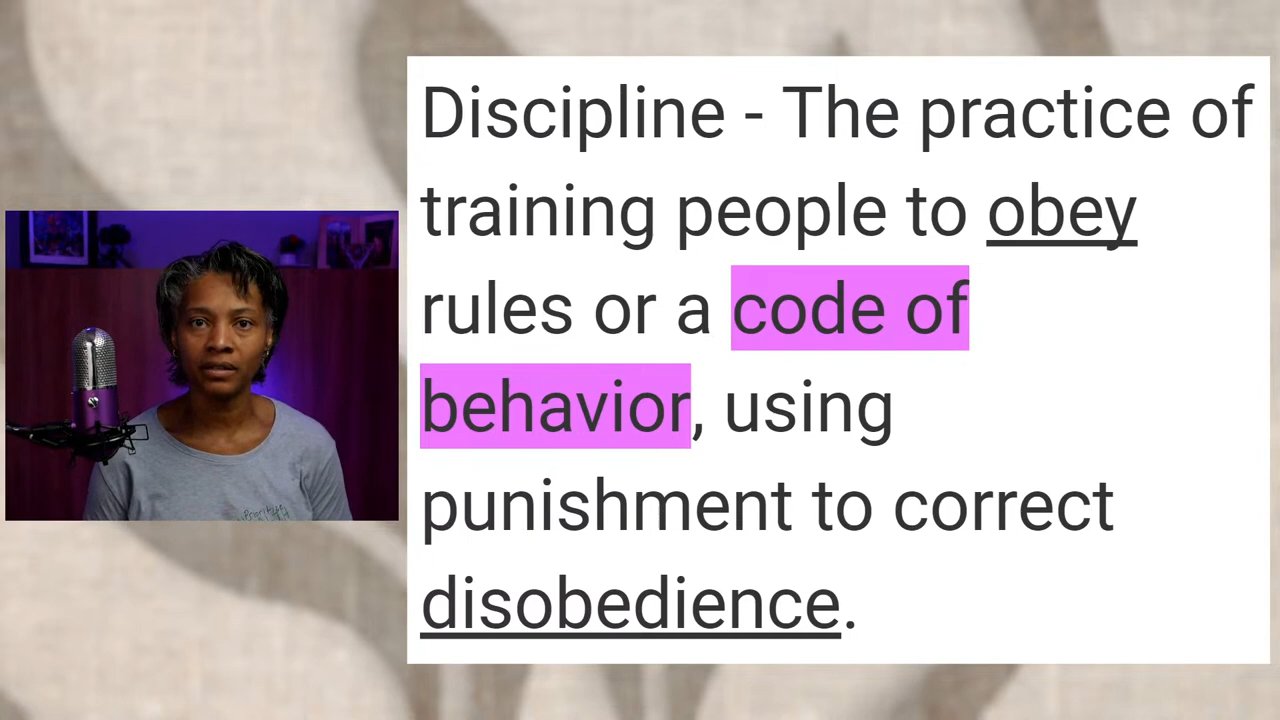 Discipline - The practice of
training people to obey
rules or a code of
behavior, using
punishment to correct
disobedience.